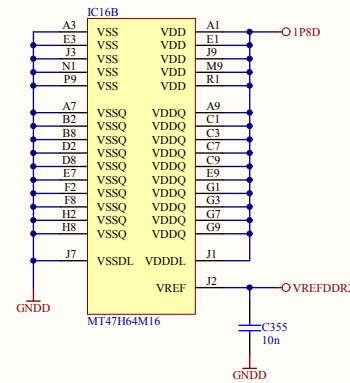 IC16B
A3 VSS VDD A1 1P8D
E3 VSS VDD E1
J3 VSS VDD J9
N1 VSS VDD M9
P9 VSS VDD R1
A7 VSSQ VDDQ A9
B2 VSSQ VDDQ C1
B8 VSSQ VDDQ C3
D2 VSSQ VDDQ C7
D8 VSSQ VDDQ C9
E7 VSSQ VDDQ E9
F2 VSSQ VDDQ G1
F8 VSSQ VDDQ G3
H2 VSSQ VDDQ G7
H8 VSSQ VDDQ G9
J7 VSSDL VDDDL J1
VREF J2 VREFDDR2
GNDD
MT47H64M16
C355
10n
GNDD